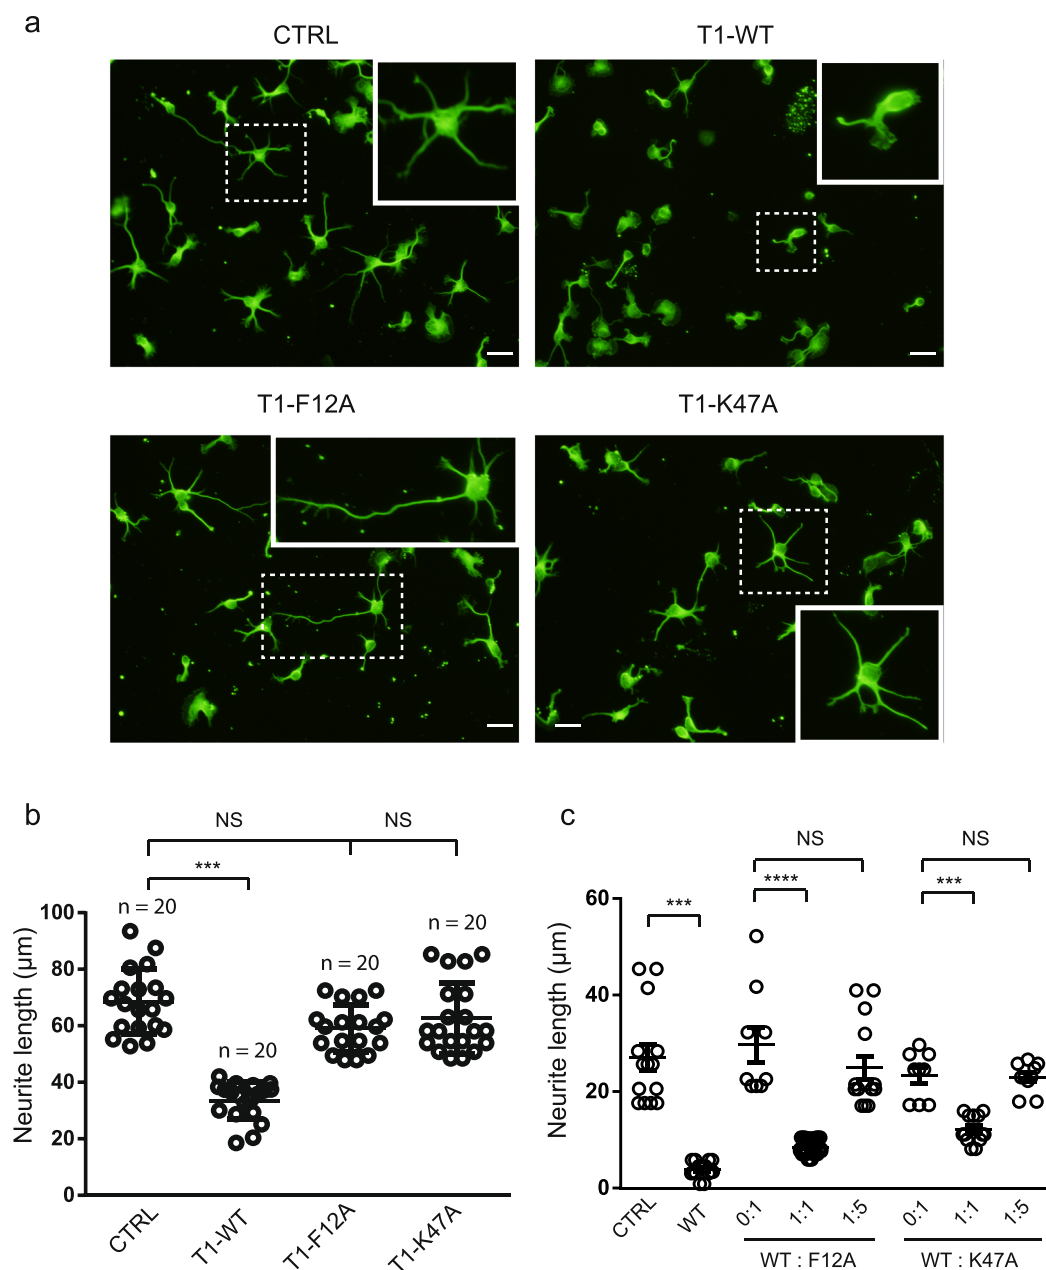 a
CTRL
T1-WT
T1-F12A
T1-K47A
b
NS
NS
***
n = 20
n = 20
n = 20
n = 20
Neurite length (μm)
100
80
60
40
20
0
CTRL
T1-WT
T1-F12A
T1-K47A
c
NS
NS
***
****
***
Neurite length (μm)
60
40
20
0
CTRL
WT
0:1
1:1
1:5
0:1
1:1
1:5
WT : F12A
WT : K47A